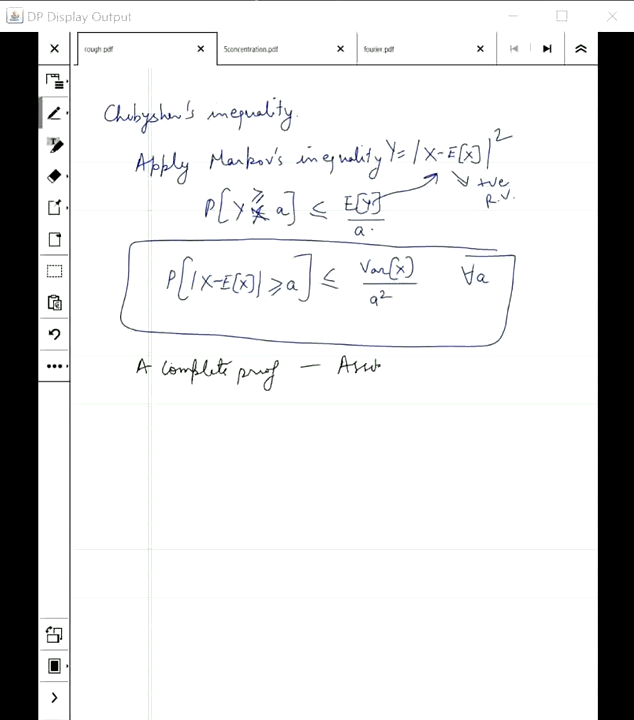 DP Display Output
rough.pdf
5concentration.pdf
fourier.pdf
Chebyshev's inequality.
Apply Markov's inequality Y = |X-E[X]|²
+ve R.V.
P[Y ≥ a] ≤ E[Y]/a.
P[|X-E[X]| ≥ a] ≤ Var[X]/a² ∀a
A complete proof —